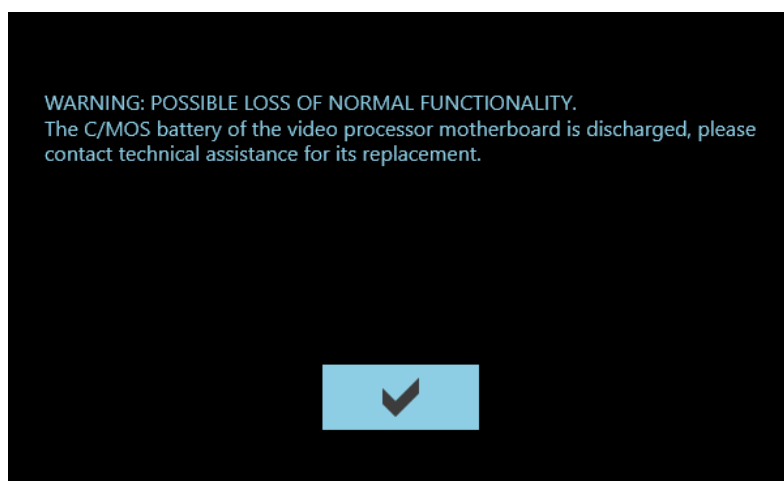 WARNING: POSSIBLE LOSS OF NORMAL FUNCTIONALITY.
The C/MOS battery of the video processor motherboard is discharged, please
contact technical assistance for its replacement.